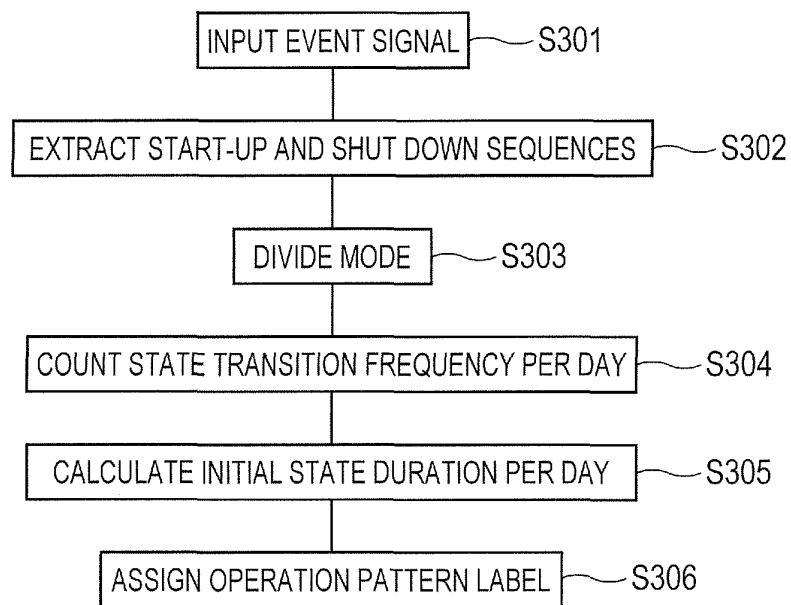 INPUT EVENT SIGNAL S301
EXTRACT START-UP AND SHUT DOWN SEQUENCES S302
DIVIDE MODE S303
COUNT STATE TRANSITION FREQUENCY PER DAY S304
CALCULATE INITIAL STATE DURATION PER DAY S305
ASSIGN OPERATION PATTERN LABEL S306